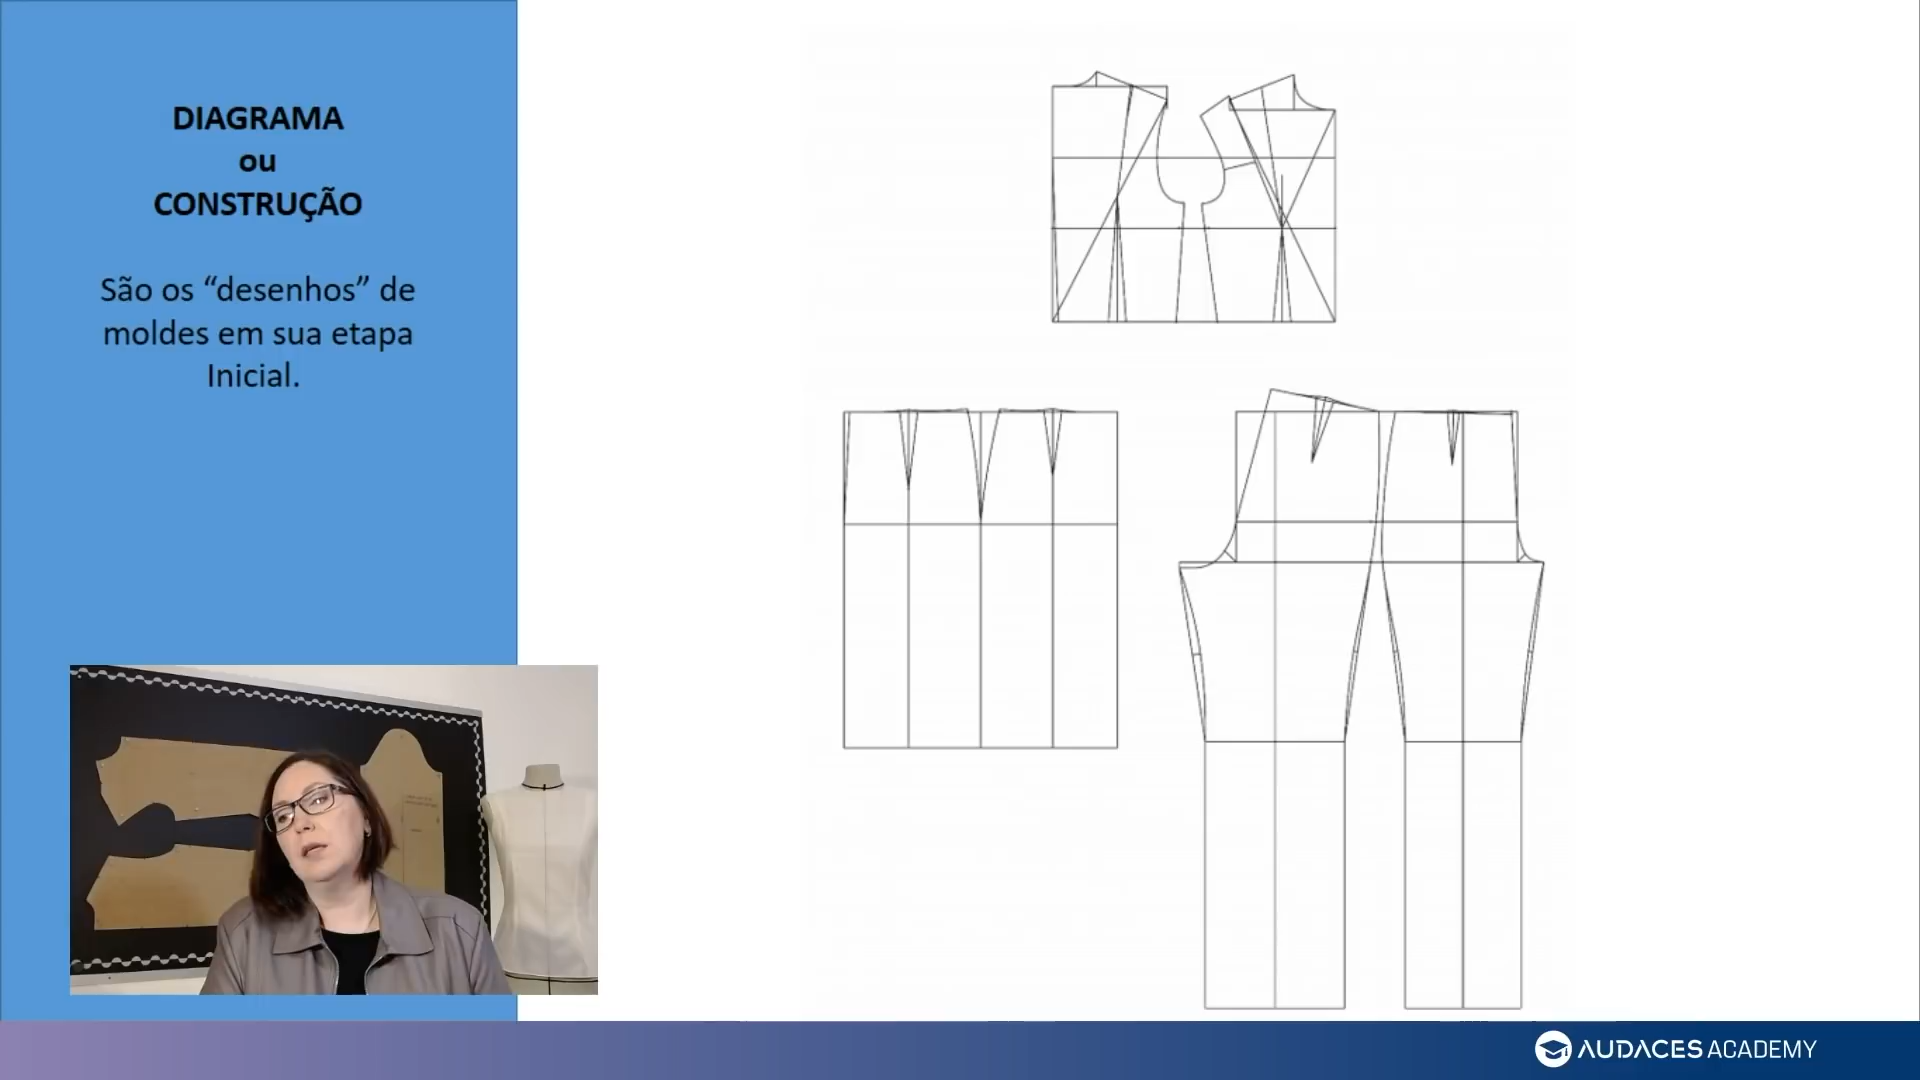 DIAGRAMA
ou
CONSTRUÇÃO
São os “desenhos” de
moldes em sua etapa
Inicial.
AUDACES ACADEMY